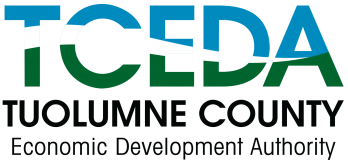 TCEDA
TUOLUMNE COUNTY
Economic Development Authority